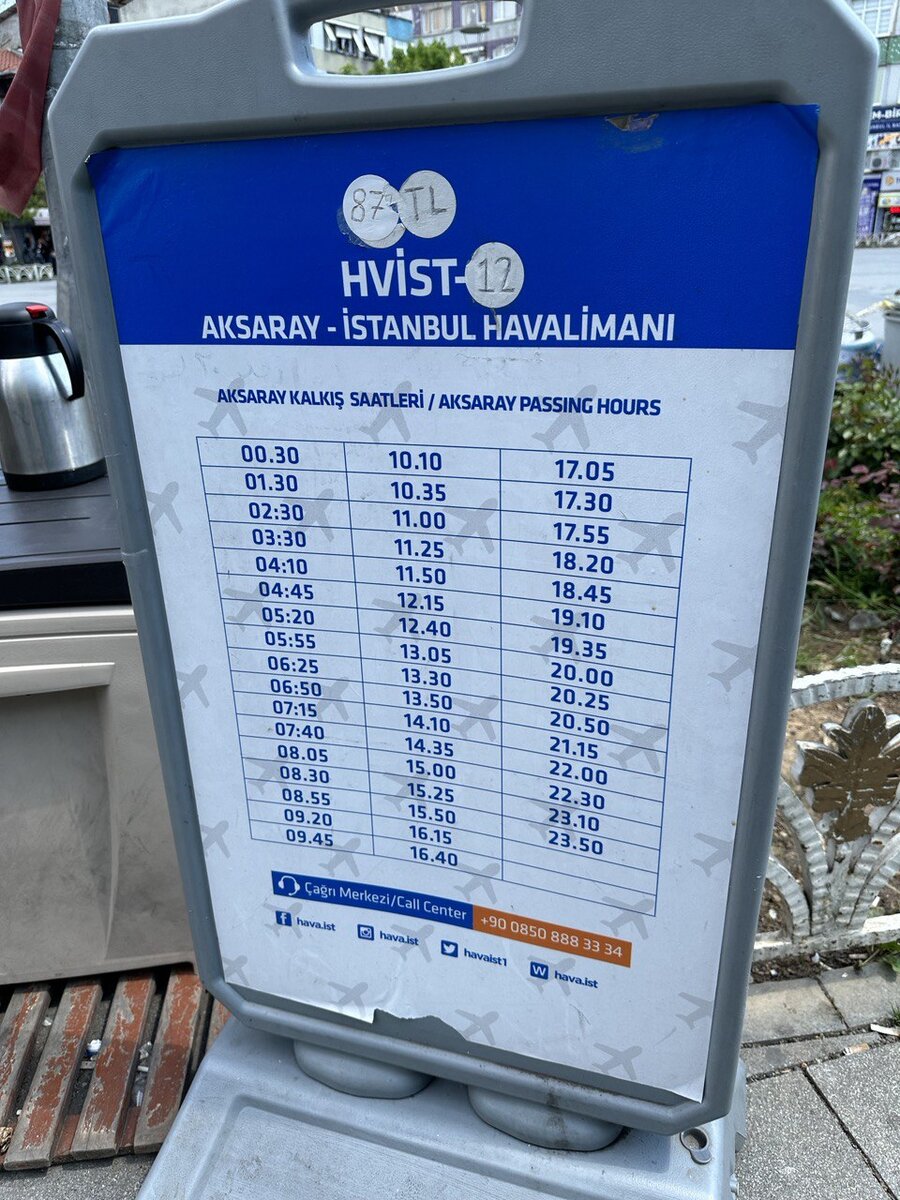 87 TL
HVİST-12
AKSARAY - İSTANBUL HAVALİMANI
AKSARAY KALKIŞ SAATLERİ / AKSARAY PASSING HOURS
00.30 10.10 17.05
01.30 10.35 17.30
02:30 11.00 17.55
03:30 11.25 18.20
04:10 11.50 18.45
04:45 12.15 19.10
05:20 12.40 19.35
05:55 13.05 20.00
06:25 13.30 20.25
06:50 13.50 20.50
07:15 14.10 21.15
07:40 14.35 22.00
08.05 15.00 22.30
08.30 15.25 23.10
08.55 15.50 23.50
09.20 16.15
09.45 16.40
Çağrı Merkezi/Call Center +90 0850 888 33 34
hava.ist hava.ist havaist1 hava.ist